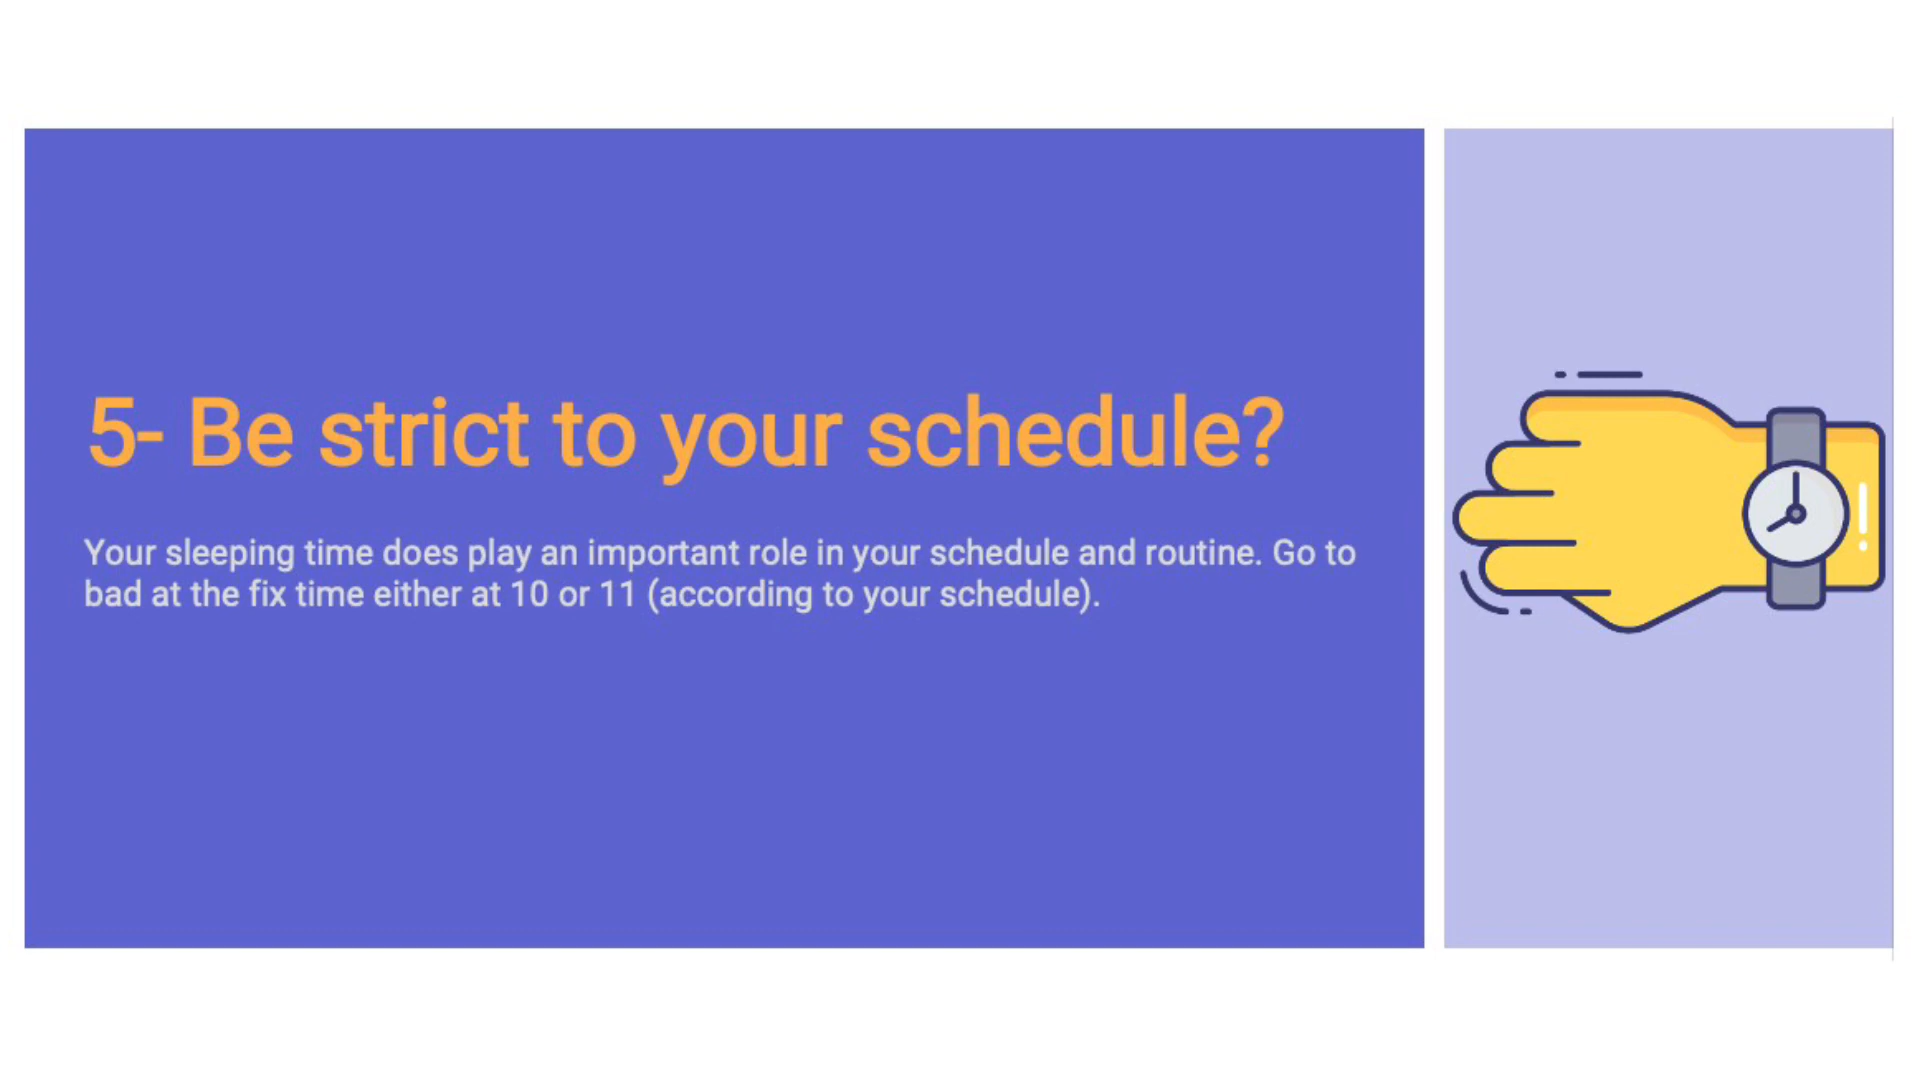 5- Be strict to your schedule?
Your sleeping time does play an important role in your schedule and routine. Go to
bad at the fix time either at 10 or 11 (according to your schedule).